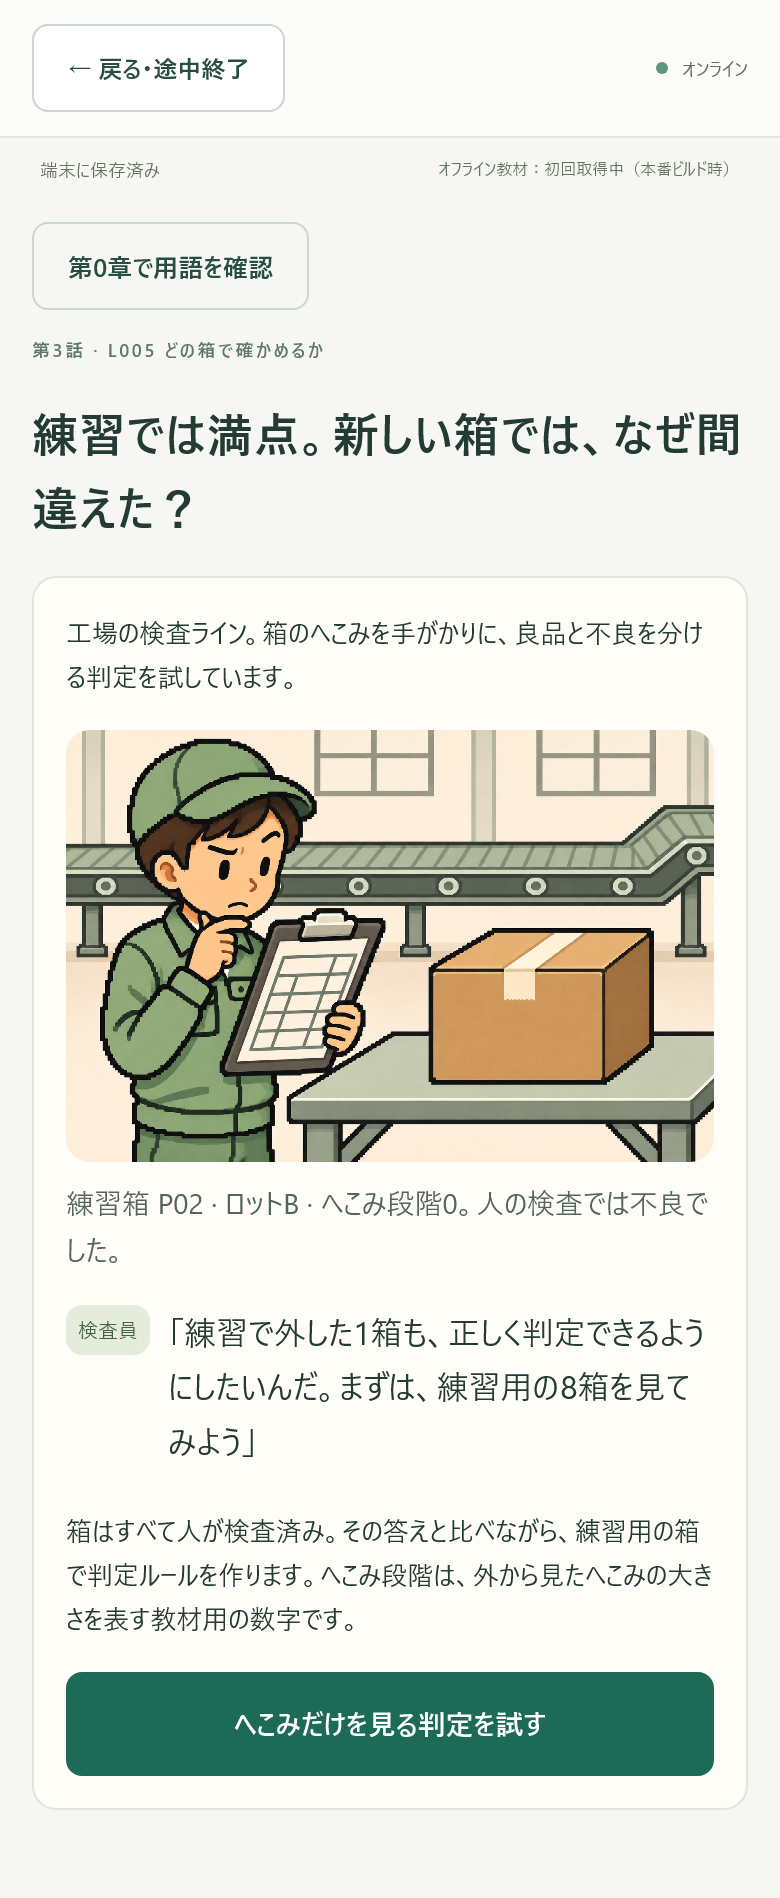 ← 戻る・途中終了
オンライン
端末に保存済み
オフライン教材：初回取得中（本番ビルド時）
第0章で用語を確認
第3話 · L005 どの箱で確かめるか
練習では満点。新しい箱では、なぜ間
違えた？
工場の検査ライン。箱のへこみを手がかりに、良品と不良を分け
る判定を試しています。
練習箱 P02 · ロットB · へこみ段階0。人の検査では不良で
した。
検査員
「練習で外した1箱も、正しく判定できるよう
にしたいんだ。まずは、練習用の8箱を見て
みよう」
箱はすべて人が検査済み。その答えと比べながら、練習用の箱
で判定ルールを作ります。へこみ段階は、外から見たへこみの大き
さを表す教材用の数字です。
へこみだけを見る判定を試す